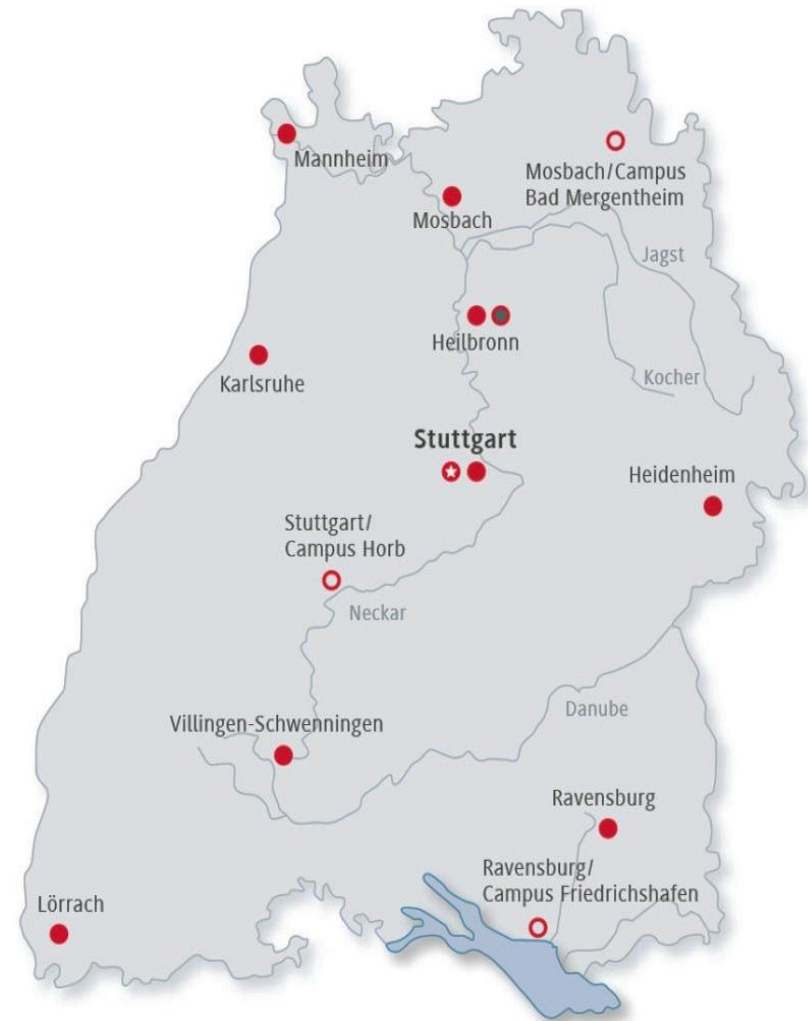 Mannheim
Mosbach/Campus
Bad Mergentheim
Mosbach
Jagst
Heilbronn
Karlsruhe
Kocher
Stuttgart
Heidenheim
Stuttgart/
Campus Horb
Neckar
Danube
Villingen-Schwenningen
Ravensburg
Ravensburg/
Campus Friedrichshafen
Lörrach